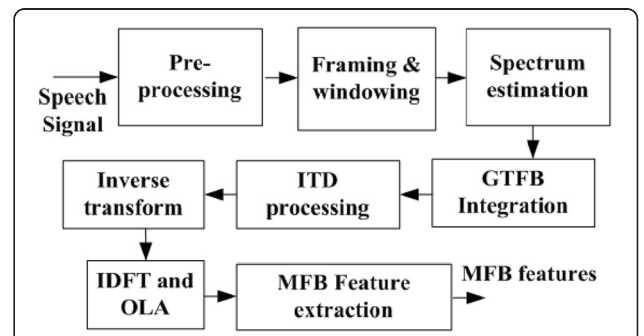 Speech
Signal
Pre-
processing
Framing &
windowing
Spectrum
estimation
GTFB
Integration
ITD
processing
Inverse
transform
IDFT and
OLA
MFB Feature
extraction
MFB features